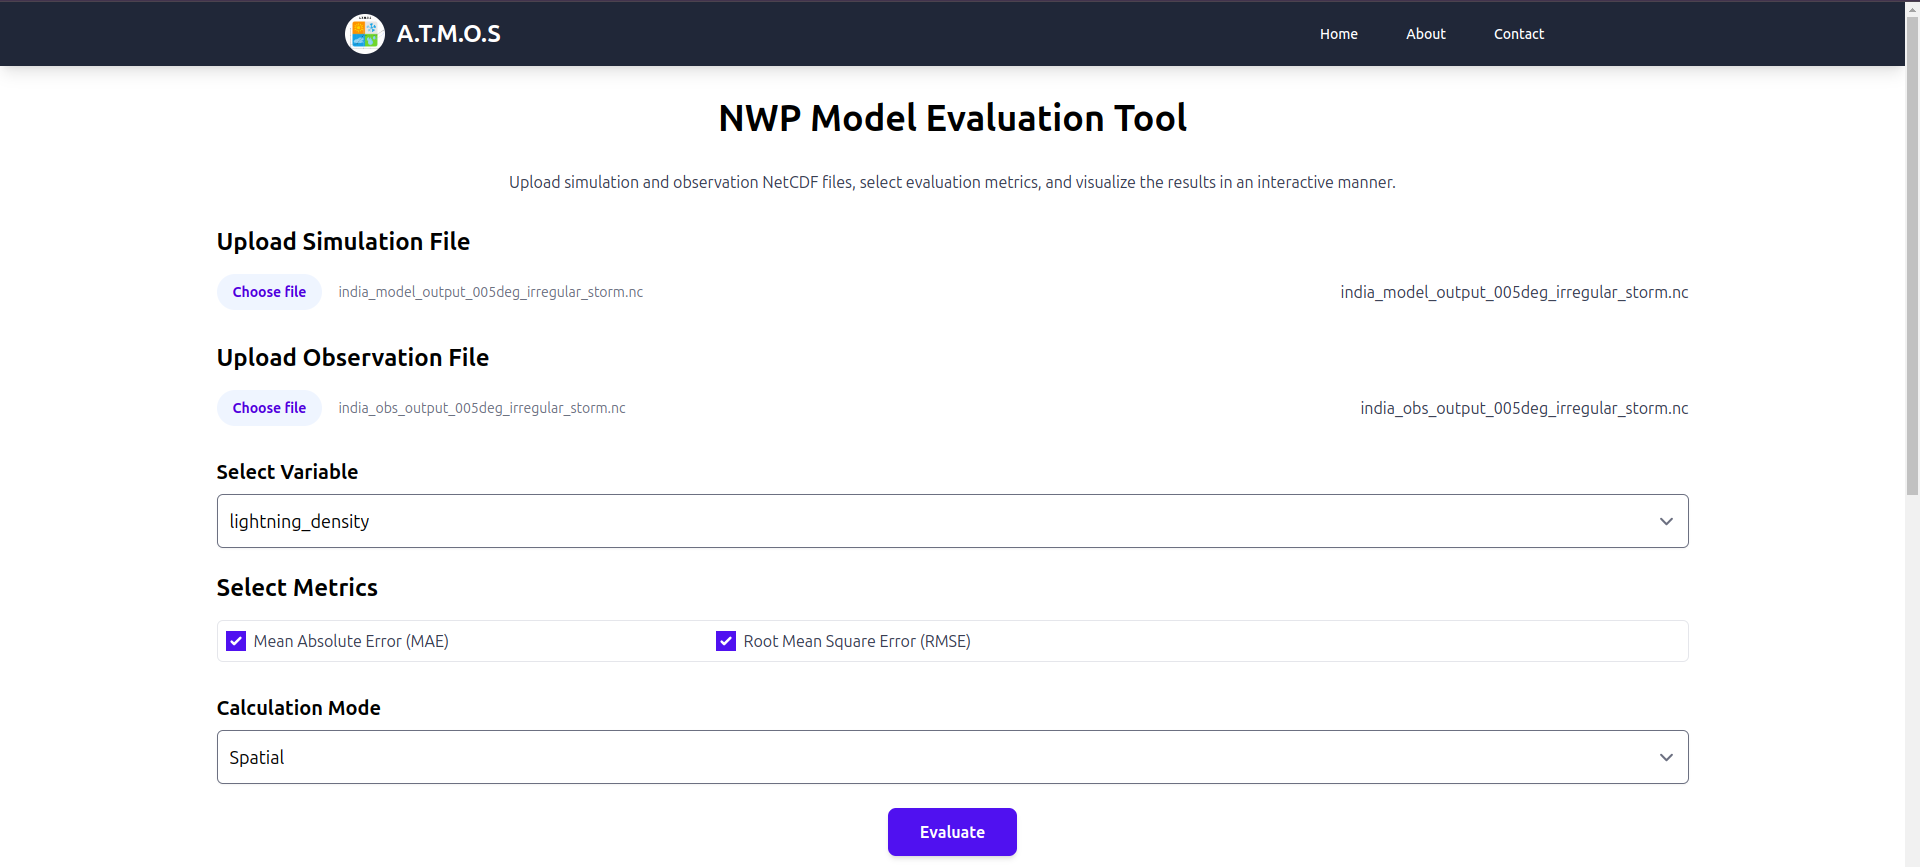 A.T.M.O.S
Home About Contact
NWP Model Evaluation Tool
Upload simulation and observation NetCDF files, select evaluation metrics, and visualize the results in an interactive manner.
Upload Simulation File
Choose file india_model_output_005deg_irregular_storm.nc india_model_output_005deg_irregular_storm.nc
Upload Observation File
Choose file india_obs_output_005deg_irregular_storm.nc india_obs_output_005deg_irregular_storm.nc
Select Variable
lightning_density
Select Metrics
Mean Absolute Error (MAE) Root Mean Square Error (RMSE)
Calculation Mode
Spatial
Evaluate